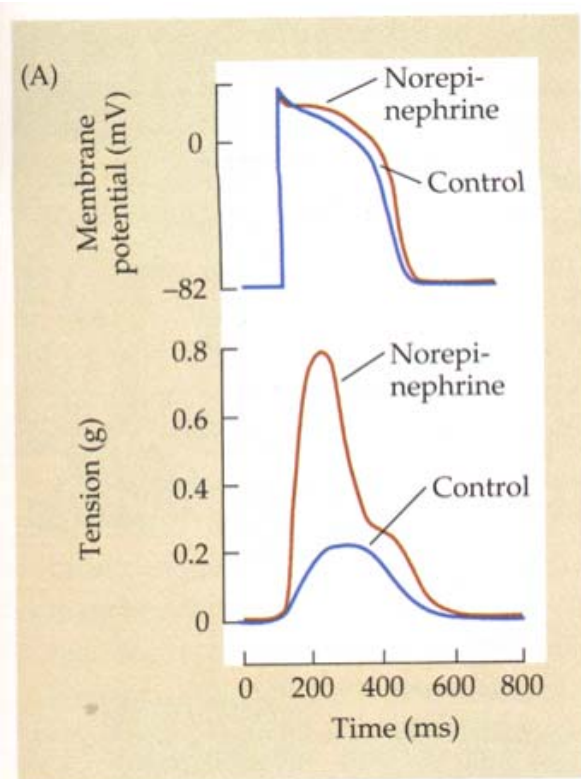 (A)
Norepi-
nephrine
Membrane
potential (mV)
0
Control
−82
0.8
Norepi-
nephrine
0.6
Tension (g)
0.4
Control
0.2
0
0 200 400 600 800
Time (ms)